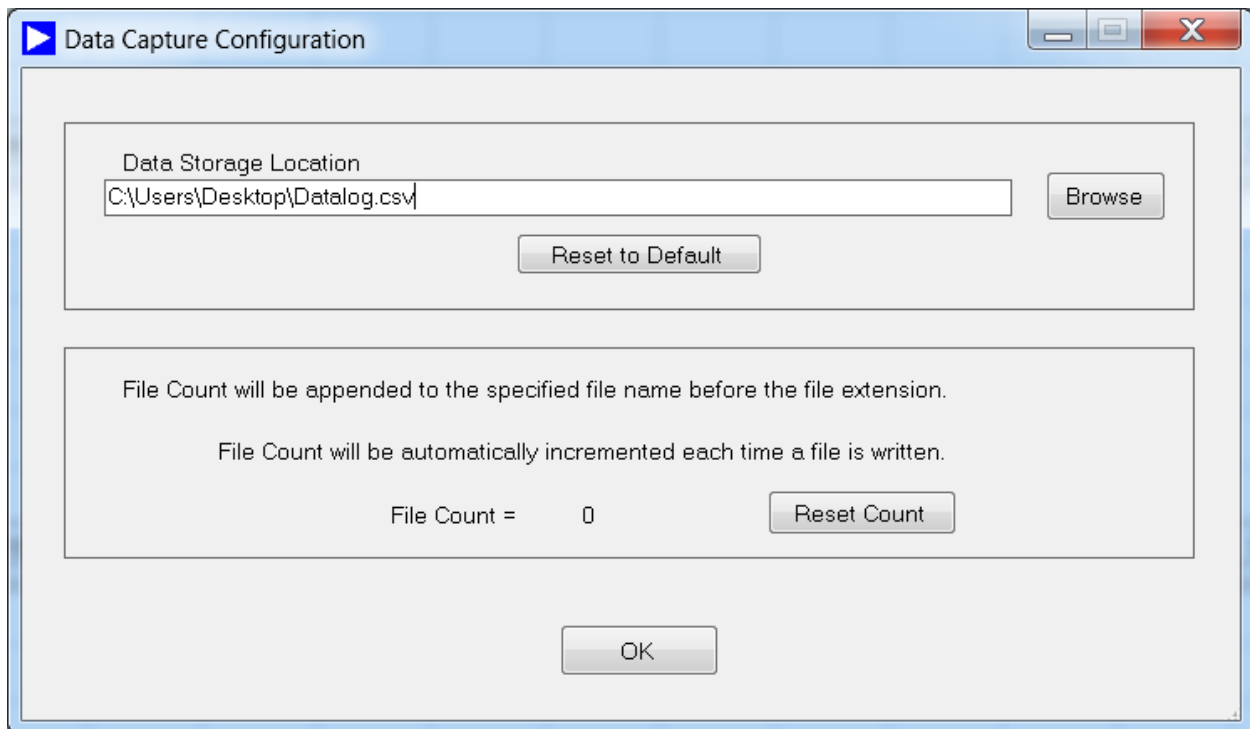 Data Capture Configuration
Data Storage Location
C:\Users\Desktop\Datalog.csv
Browse
Reset to Default
File Count will be appended to the specified file name before the file extension.
File Count will be automatically incremented each time a file is written.
File Count = 0 Reset Count
OK